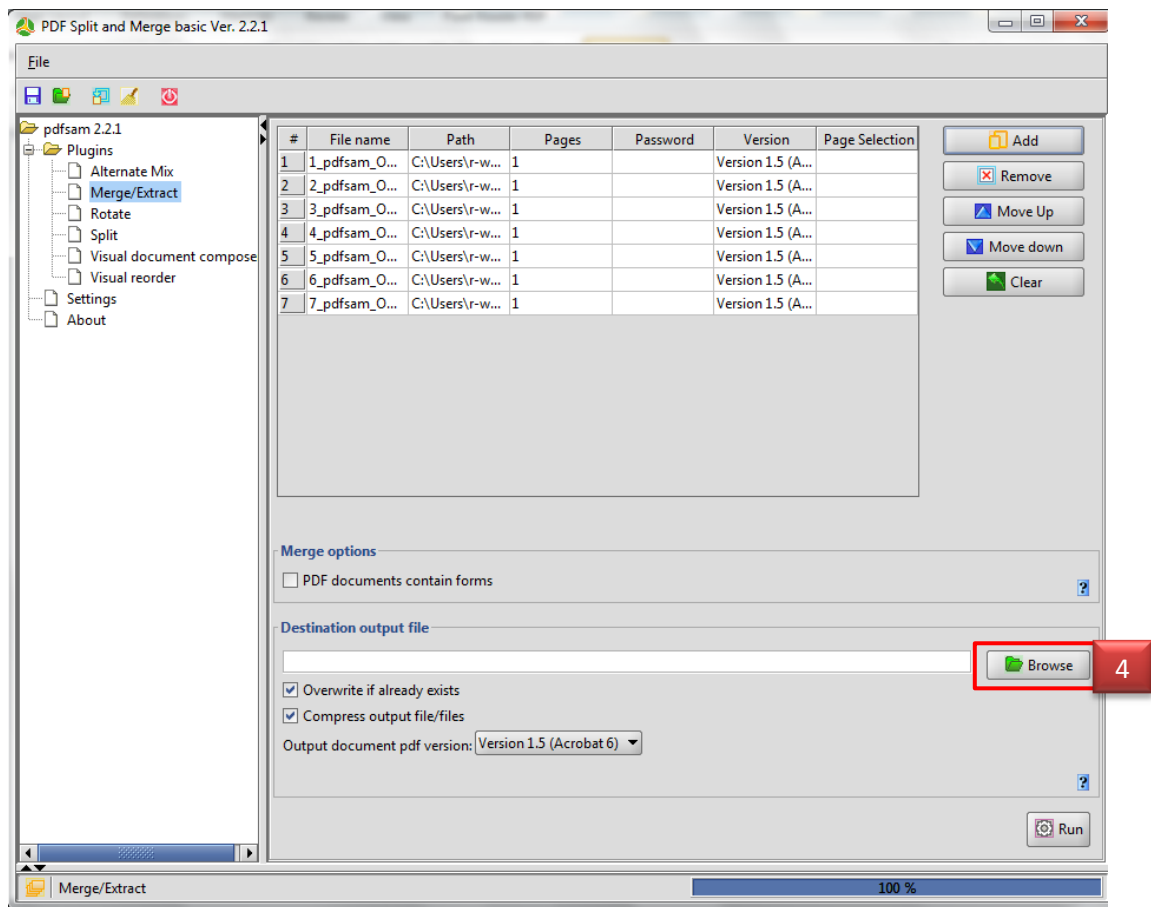 PDF Split and Merge basic Ver. 2.2.1
File
pdfsam 2.2.1
Plugins
Alternate Mix
Merge/Extract
Rotate
Split
Visual document compose
Visual reorder
Settings
About
# File name Path Pages Password Version Page Selection
1 1_pdfsam_O... C:\Users\r-w... 1 Version 1.5 (A...
2 2_pdfsam_O... C:\Users\r-w... 1 Version 1.5 (A...
3 3_pdfsam_O... C:\Users\r-w... 1 Version 1.5 (A...
4 4_pdfsam_O... C:\Users\r-w... 1 Version 1.5 (A...
5 5_pdfsam_O... C:\Users\r-w... 1 Version 1.5 (A...
6 6_pdfsam_O... C:\Users\r-w... 1 Version 1.5 (A...
7 7_pdfsam_O... C:\Users\r-w... 1 Version 1.5 (A...
Add
Remove
Move Up
Move down
Clear
Merge options
PDF documents contain forms
?
Destination output file
Browse
4
Overwrite if already exists
Compress output file/files
Output document pdf version: Version 1.5 (Acrobat 6)
?
Run
Merge/Extract
100 %